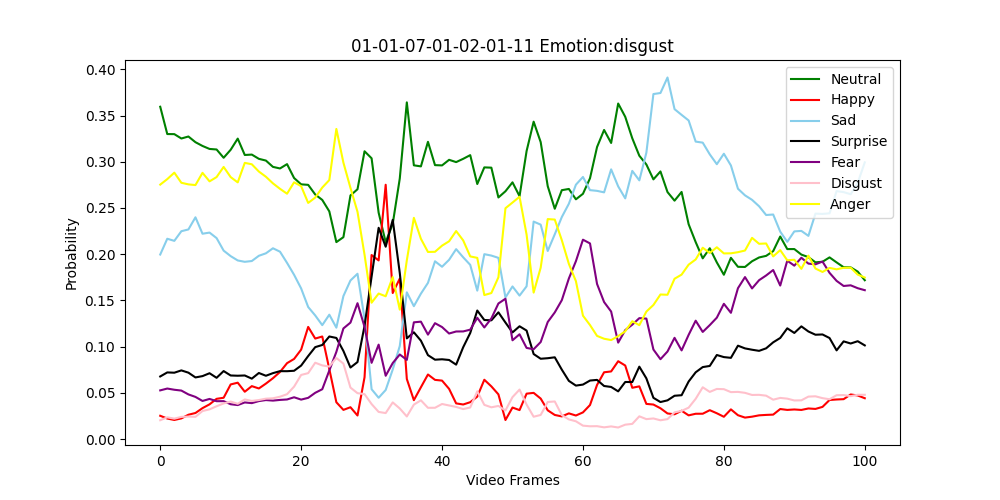 01-01-07-01-02-01-11 Emotion:disgust
Probability
0.40
0.35
0.30
0.25
0.20
0.15
0.10
0.05
0.00
Neutral
Happy
Sad
Surprise
Fear
Disgust
Anger
0 20 40 60 80 100
Video Frames